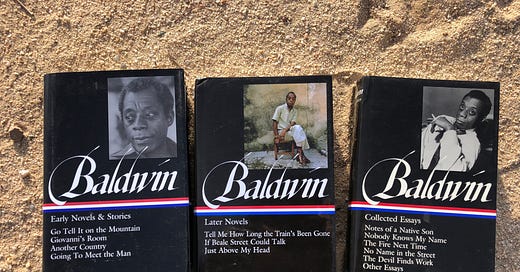 Baldwin
Early Novels & Stories
Go Tell It on the Mountain
Giovanni's Room
Another Country
Going To Meet the Man
Baldwin
Later Novels
Tell Me How Long the Train's Been Gone
If Beale Street Could Talk
Just Above My Head
Baldwin
Collected Essays
Notes of a Native Son
Nobody Knows My Name
The Fire Next Time
No Name in the Street
The Devil Finds Work
Other Essays